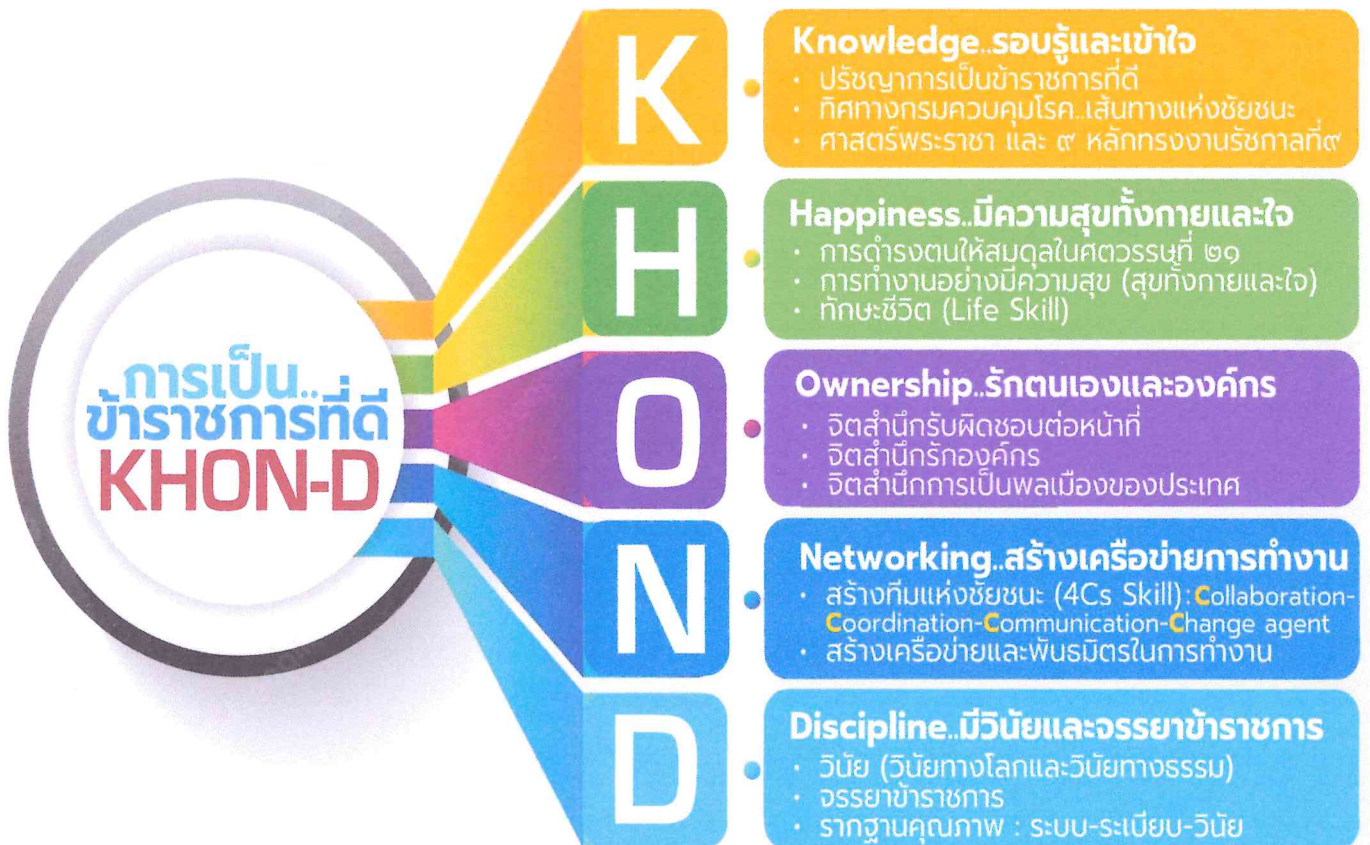 การเป็น..
ข้าราชการที่ดี
KHON-D
K
Knowledge..รอบรู้และเข้าใจ
· ปรัชญาการเป็นข้าราชการที่ดี
· ทิศทางกรมควบคุมโรค..เส้นทางแห่งชัยชนะ
· ศาสตร์พระราชา และ ๙ หลักทรงงานรัชกาลที่๙
H
Happiness..มีความสุขทั้งกายและใจ
· การดำรงตนให้สมดุลในศตวรรษที่ ๒๑
· การทำงานอย่างมีความสุข (สุขทั้งกายและใจ)
· ทักษะชีวิต (Life Skill)
O
Ownership..รักตนเองและองค์กร
· จิตสำนึกรับผิดชอบต่อหน้าที่
· จิตสำนึกรักองค์กร
· จิตสำนึกการเป็นพลเมืองของประเทศ
N
Networking..สร้างเครือข่ายการทำงาน
· สร้างทีมแห่งชัยชนะ (4Cs Skill) : Collaboration-
Coordination-Communication-Change agent
· สร้างเครือข่ายและพันธมิตรในการทำงาน
D
Discipline..มีวินัยและจรรยาข้าราชการ
· วินัย (วินัยทางโลกและวินัยทางธรรม)
· จรรยาข้าราชการ
· รากฐานคุณภาพ : ระบบ-ระเบียบ-วินัย